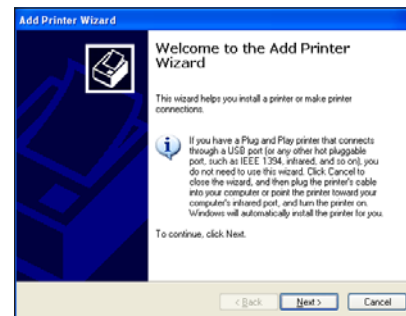 Add Printer Wizard
Welcome to the Add Printer
Wizard
This wizard helps you install a printer or make printer
connections.
If you have a Plug and Play printer that connects
through a USB port (or any other hot pluggable
port, such as IEEE 1394, infrared, and so on), you
do not need to use this wizard. Click Cancel to
close the wizard, and then plug the printer's cable
into your computer or point the printer toward your
computer's infrared port, and turn the printer on.
Windows will automatically install the printer for you.
To continue, click Next.
< Back Next > Cancel